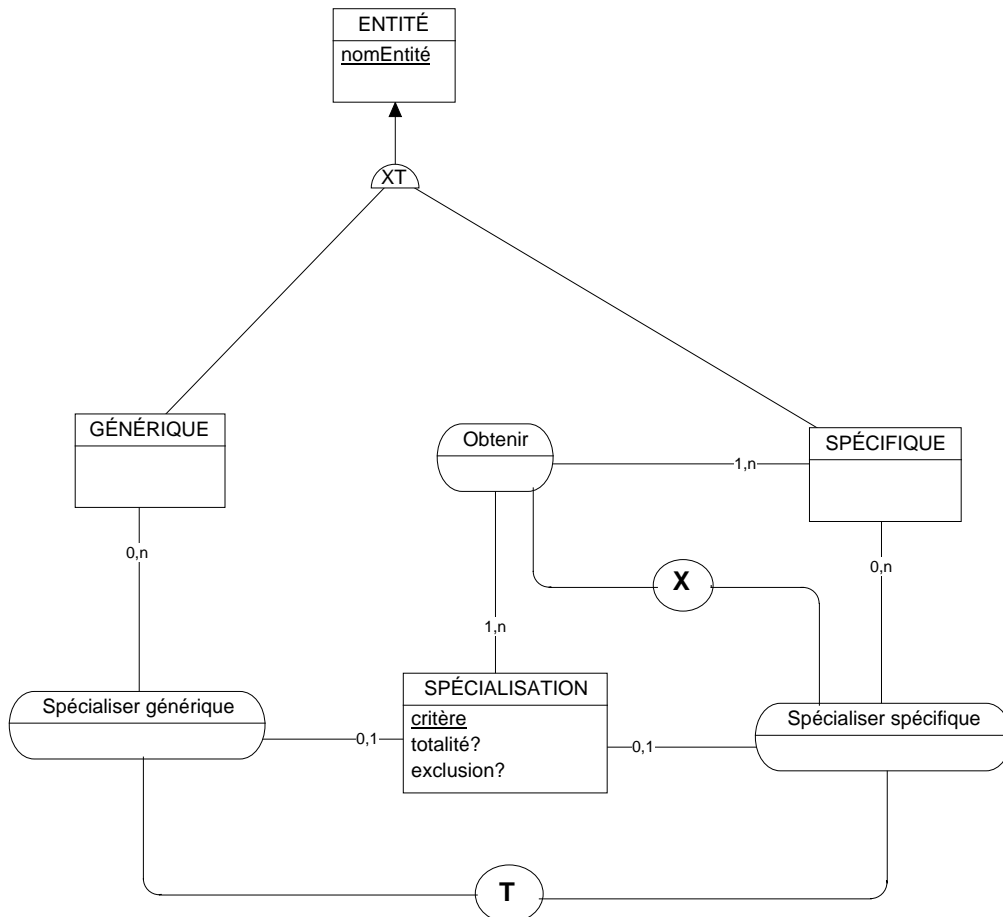 ENTITÉ
nomEntité
XT
GÉNÉRIQUE
Obtenir
SPÉCIFIQUE
1,n
0,n
0,n
X
1,n
SPÉCIALISATION
Spécialiser générique
Spécialiser spécifique
critère
totalité?
exclusion?
0,1
0,1
T